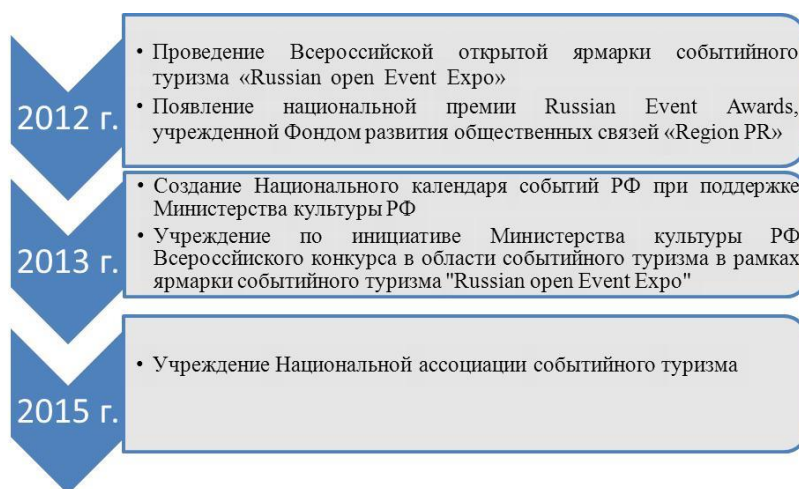 2012 г.
• Проведение Всероссийской открытой ярмарки событийного
туризма «Russian open Event Expo»
• Появление национальной премии Russian Event Awards,
учрежденной Фондом развития общественных связей «Region PR»
2013 г.
• Создание Национального календаря событий РФ при поддержке
Министерства культуры РФ
• Учреждение по инициативе Министерства культуры РФ
Всероссйиского конкурса в области событийного туризма в рамках
ярмарки событийного туризма "Russian open Event Expo"
2015 г.
• Учреждение Национальной ассоциации событийного туризма